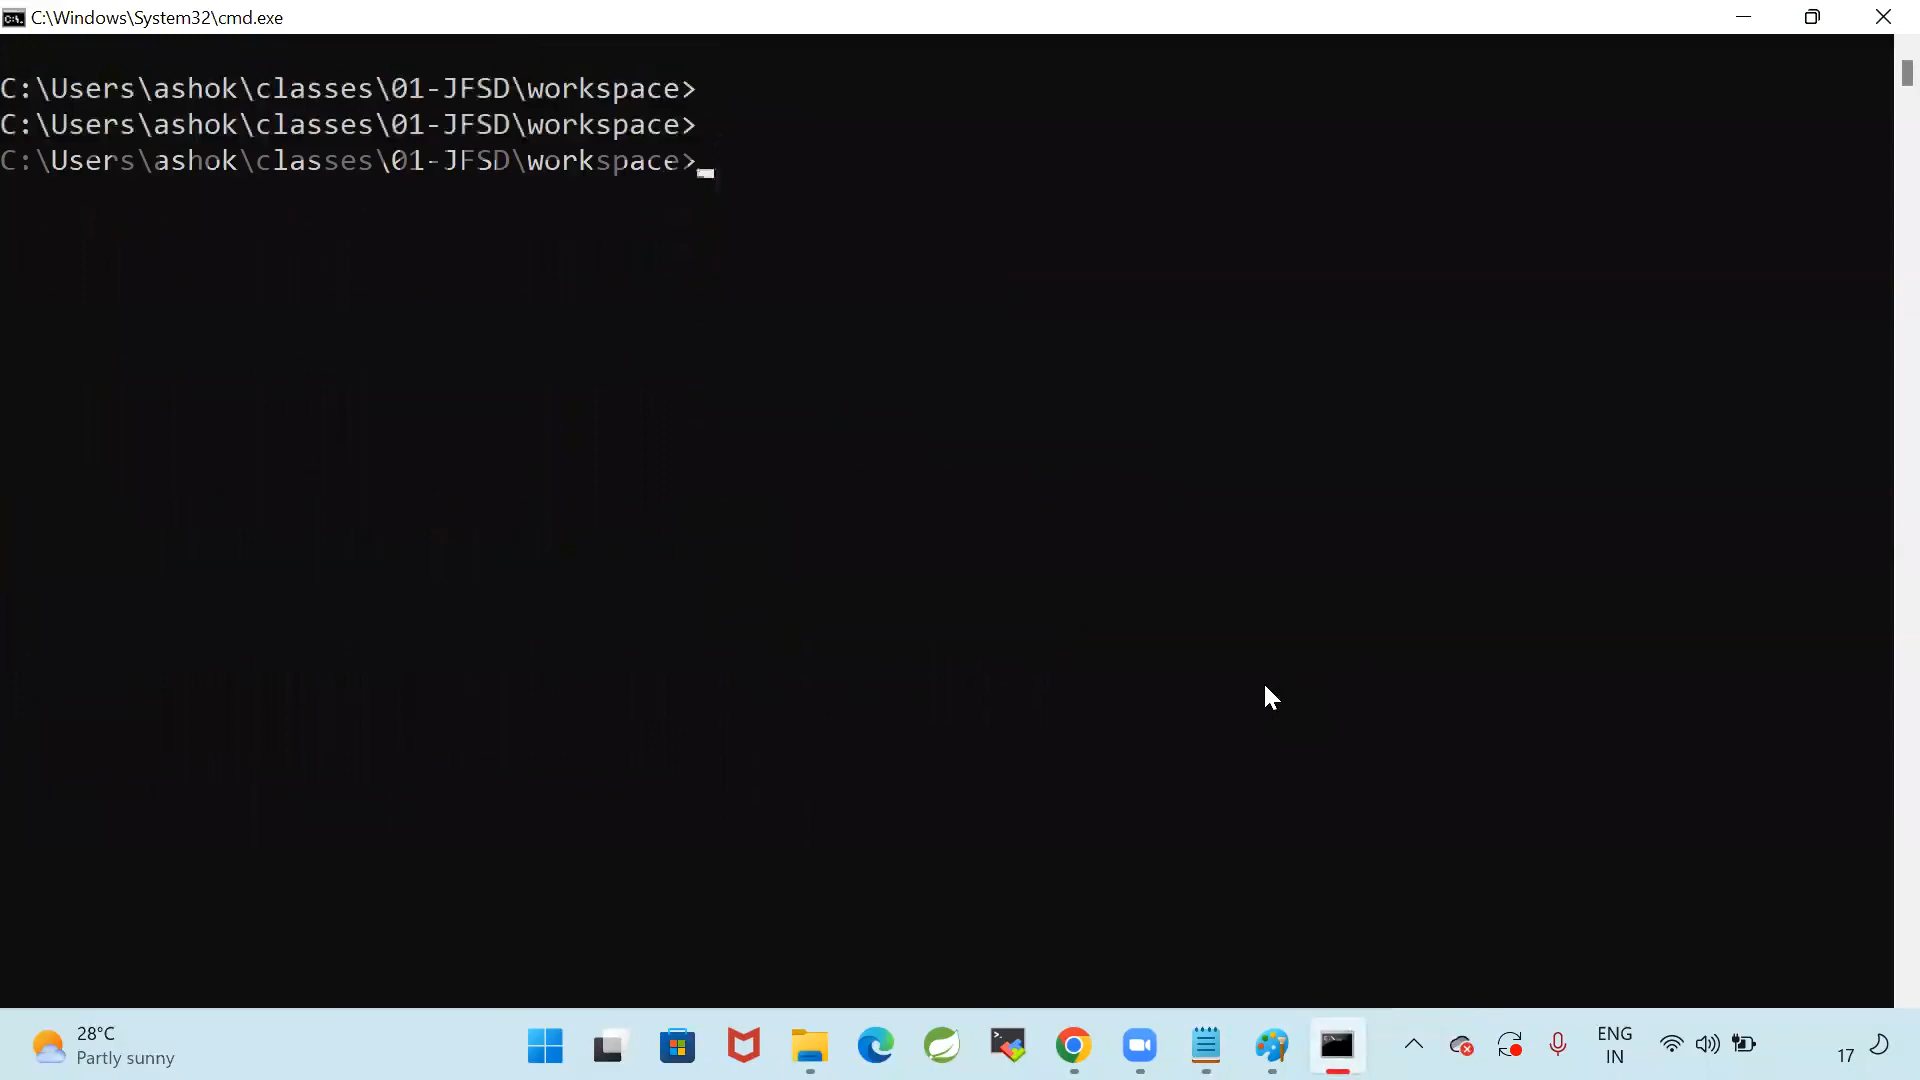 C:\Windows\System32\cmd.exe
C:\Users\ashok\classes\01-JFSD\workspace>
C:\Users\ashok\classes\01-JFSD\workspace>
C:\Users\ashok\classes\01-JFSD\workspace>
28°C
Partly sunny
ENG
IN
17